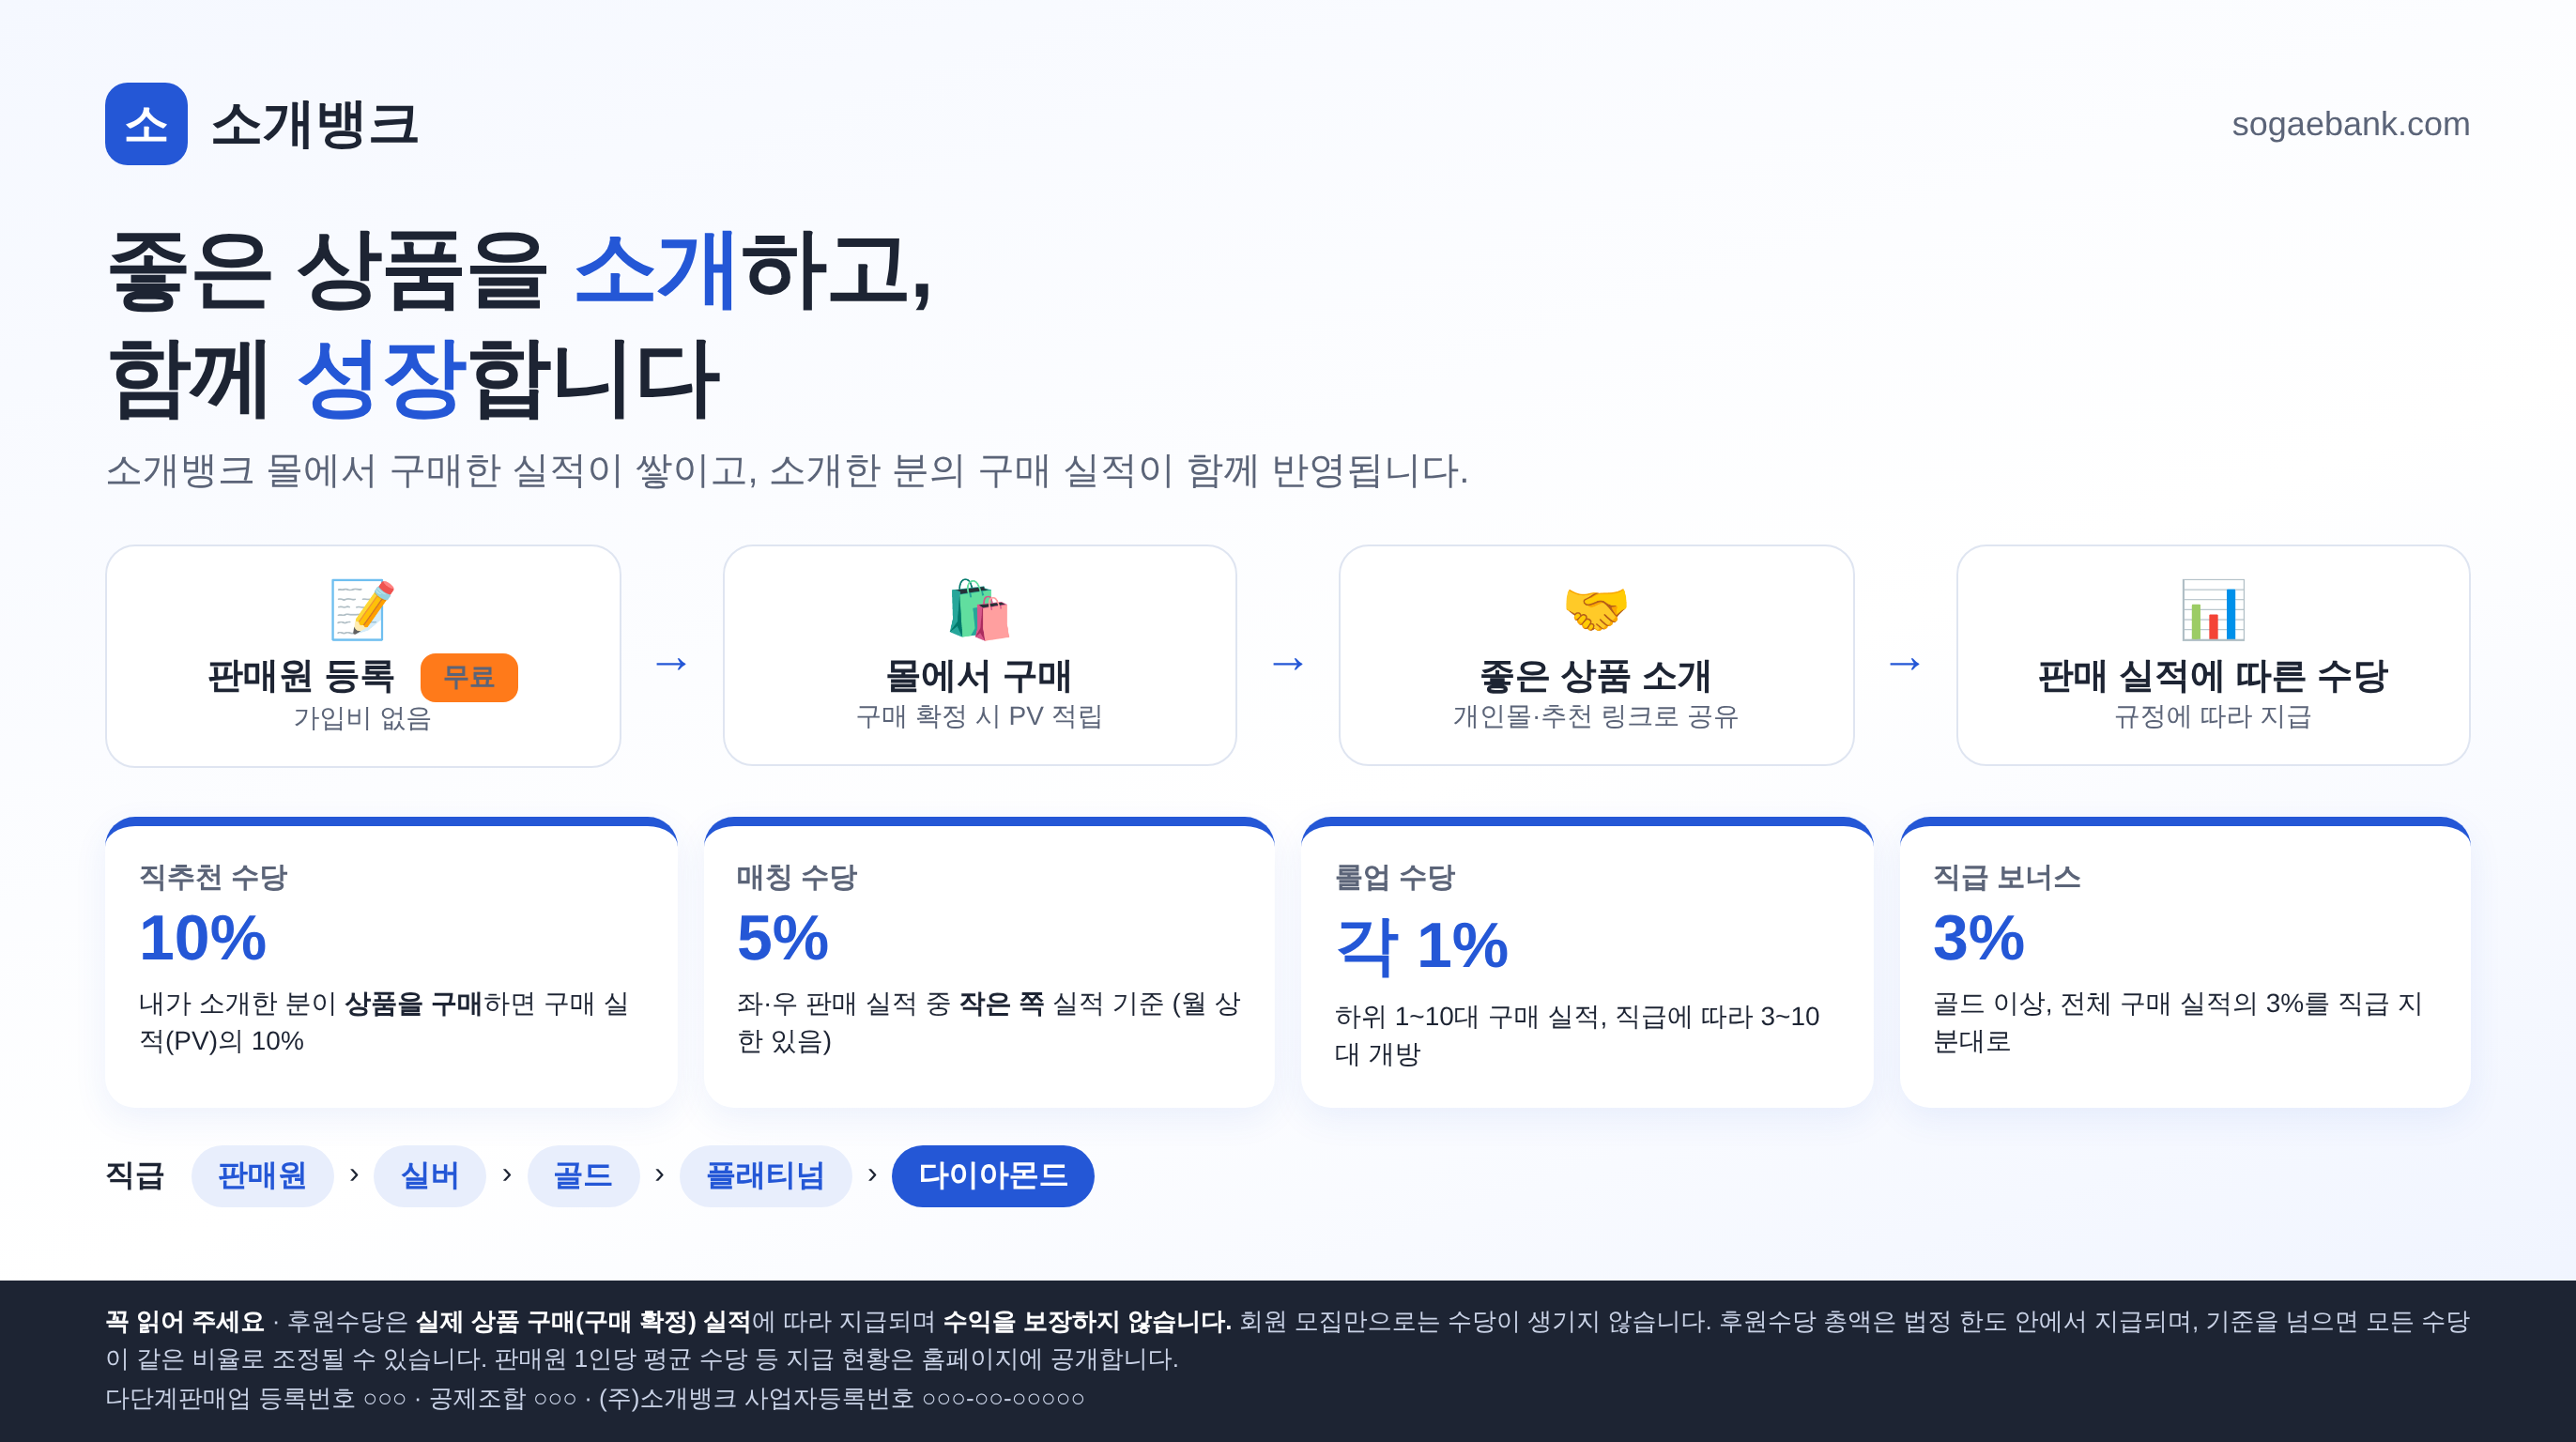 소 소개뱅크
sogaebank.com
좋은 상품을 소개하고,
함께 성장합니다
소개뱅크 몰에서 구매한 실적이 쌓이고, 소개한 분의 구매 실적이 함께 반영됩니다.
판매원 등록 무료
가입비 없음
→
몰에서 구매
구매 확정 시 PV 적립
→
좋은 상품 소개
개인몰·추천 링크로 공유
→
판매 실적에 따른 수당
규정에 따라 지급
직추천 수당
10%
내가 소개한 분이 상품을 구매하면 구매 실
적(PV)의 10%
매칭 수당
5%
좌·우 판매 실적 중 작은 쪽 실적 기준 (월 상
한 있음)
롤업 수당
각 1%
하위 1~10대 구매 실적, 직급에 따라 3~10
대 개방
직급 보너스
3%
골드 이상, 전체 구매 실적의 3%를 직급 지
분대로
직급 판매원 › 실버 › 골드 › 플래티넘 › 다이아몬드
꼭 읽어 주세요 · 후원수당은 실제 상품 구매(구매 확정) 실적에 따라 지급되며 수익을 보장하지 않습니다. 회원 모집만으로는 수당이 생기지 않습니다. 후원수당 총액은 법정 한도 안에서 지급되며, 기준을 넘으면 모든 수당
이 같은 비율로 조정될 수 있습니다. 판매원 1인당 평균 수당 등 지급 현황은 홈페이지에 공개합니다.
다단계판매업 등록번호 ○○○ · 공제조합 ○○○ · (주)소개뱅크 사업자등록번호 ○○○-○○-○○○○○